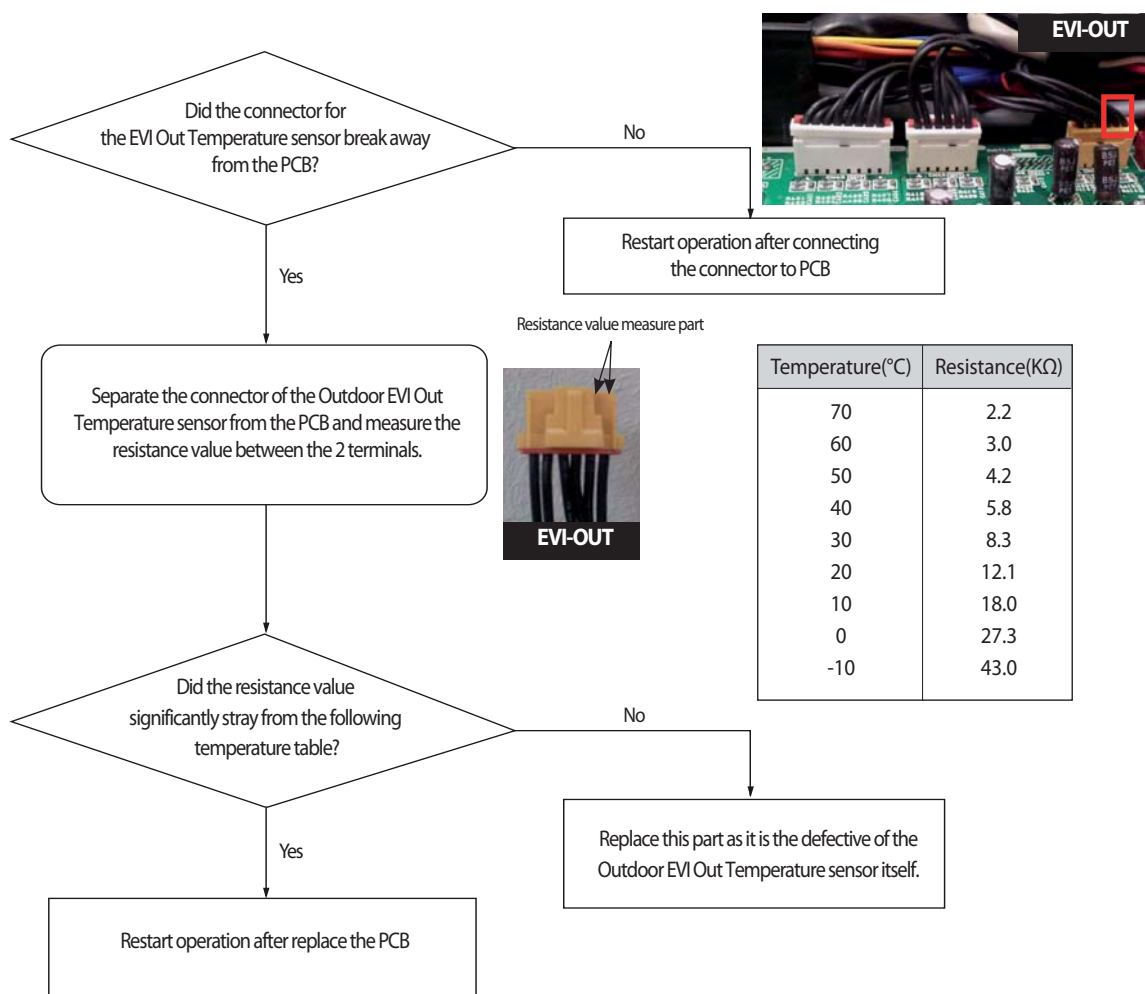 EVI-OUT
Did the connector for
the EVI Out Temperature sensor break away
from the PCB?
No
Restart operation after connecting
the connector to PCB
Yes
Resistance value measure part
Separate the connector of the Outdoor EVI Out
Temperature sensor from the PCB and measure the
resistance value between the 2 terminals.
EVI-OUT
Temperature(°C) Resistance(KΩ)
70 2.2
60 3.0
50 4.2
40 5.8
30 8.3
20 12.1
10 18.0
0 27.3
-10 43.0
Did the resistance value
significantly stray from the following
temperature table?
No
Replace this part as it is the defective of the
Outdoor EVI Out Temperature sensor itself.
Yes
Restart operation after replace the PCB